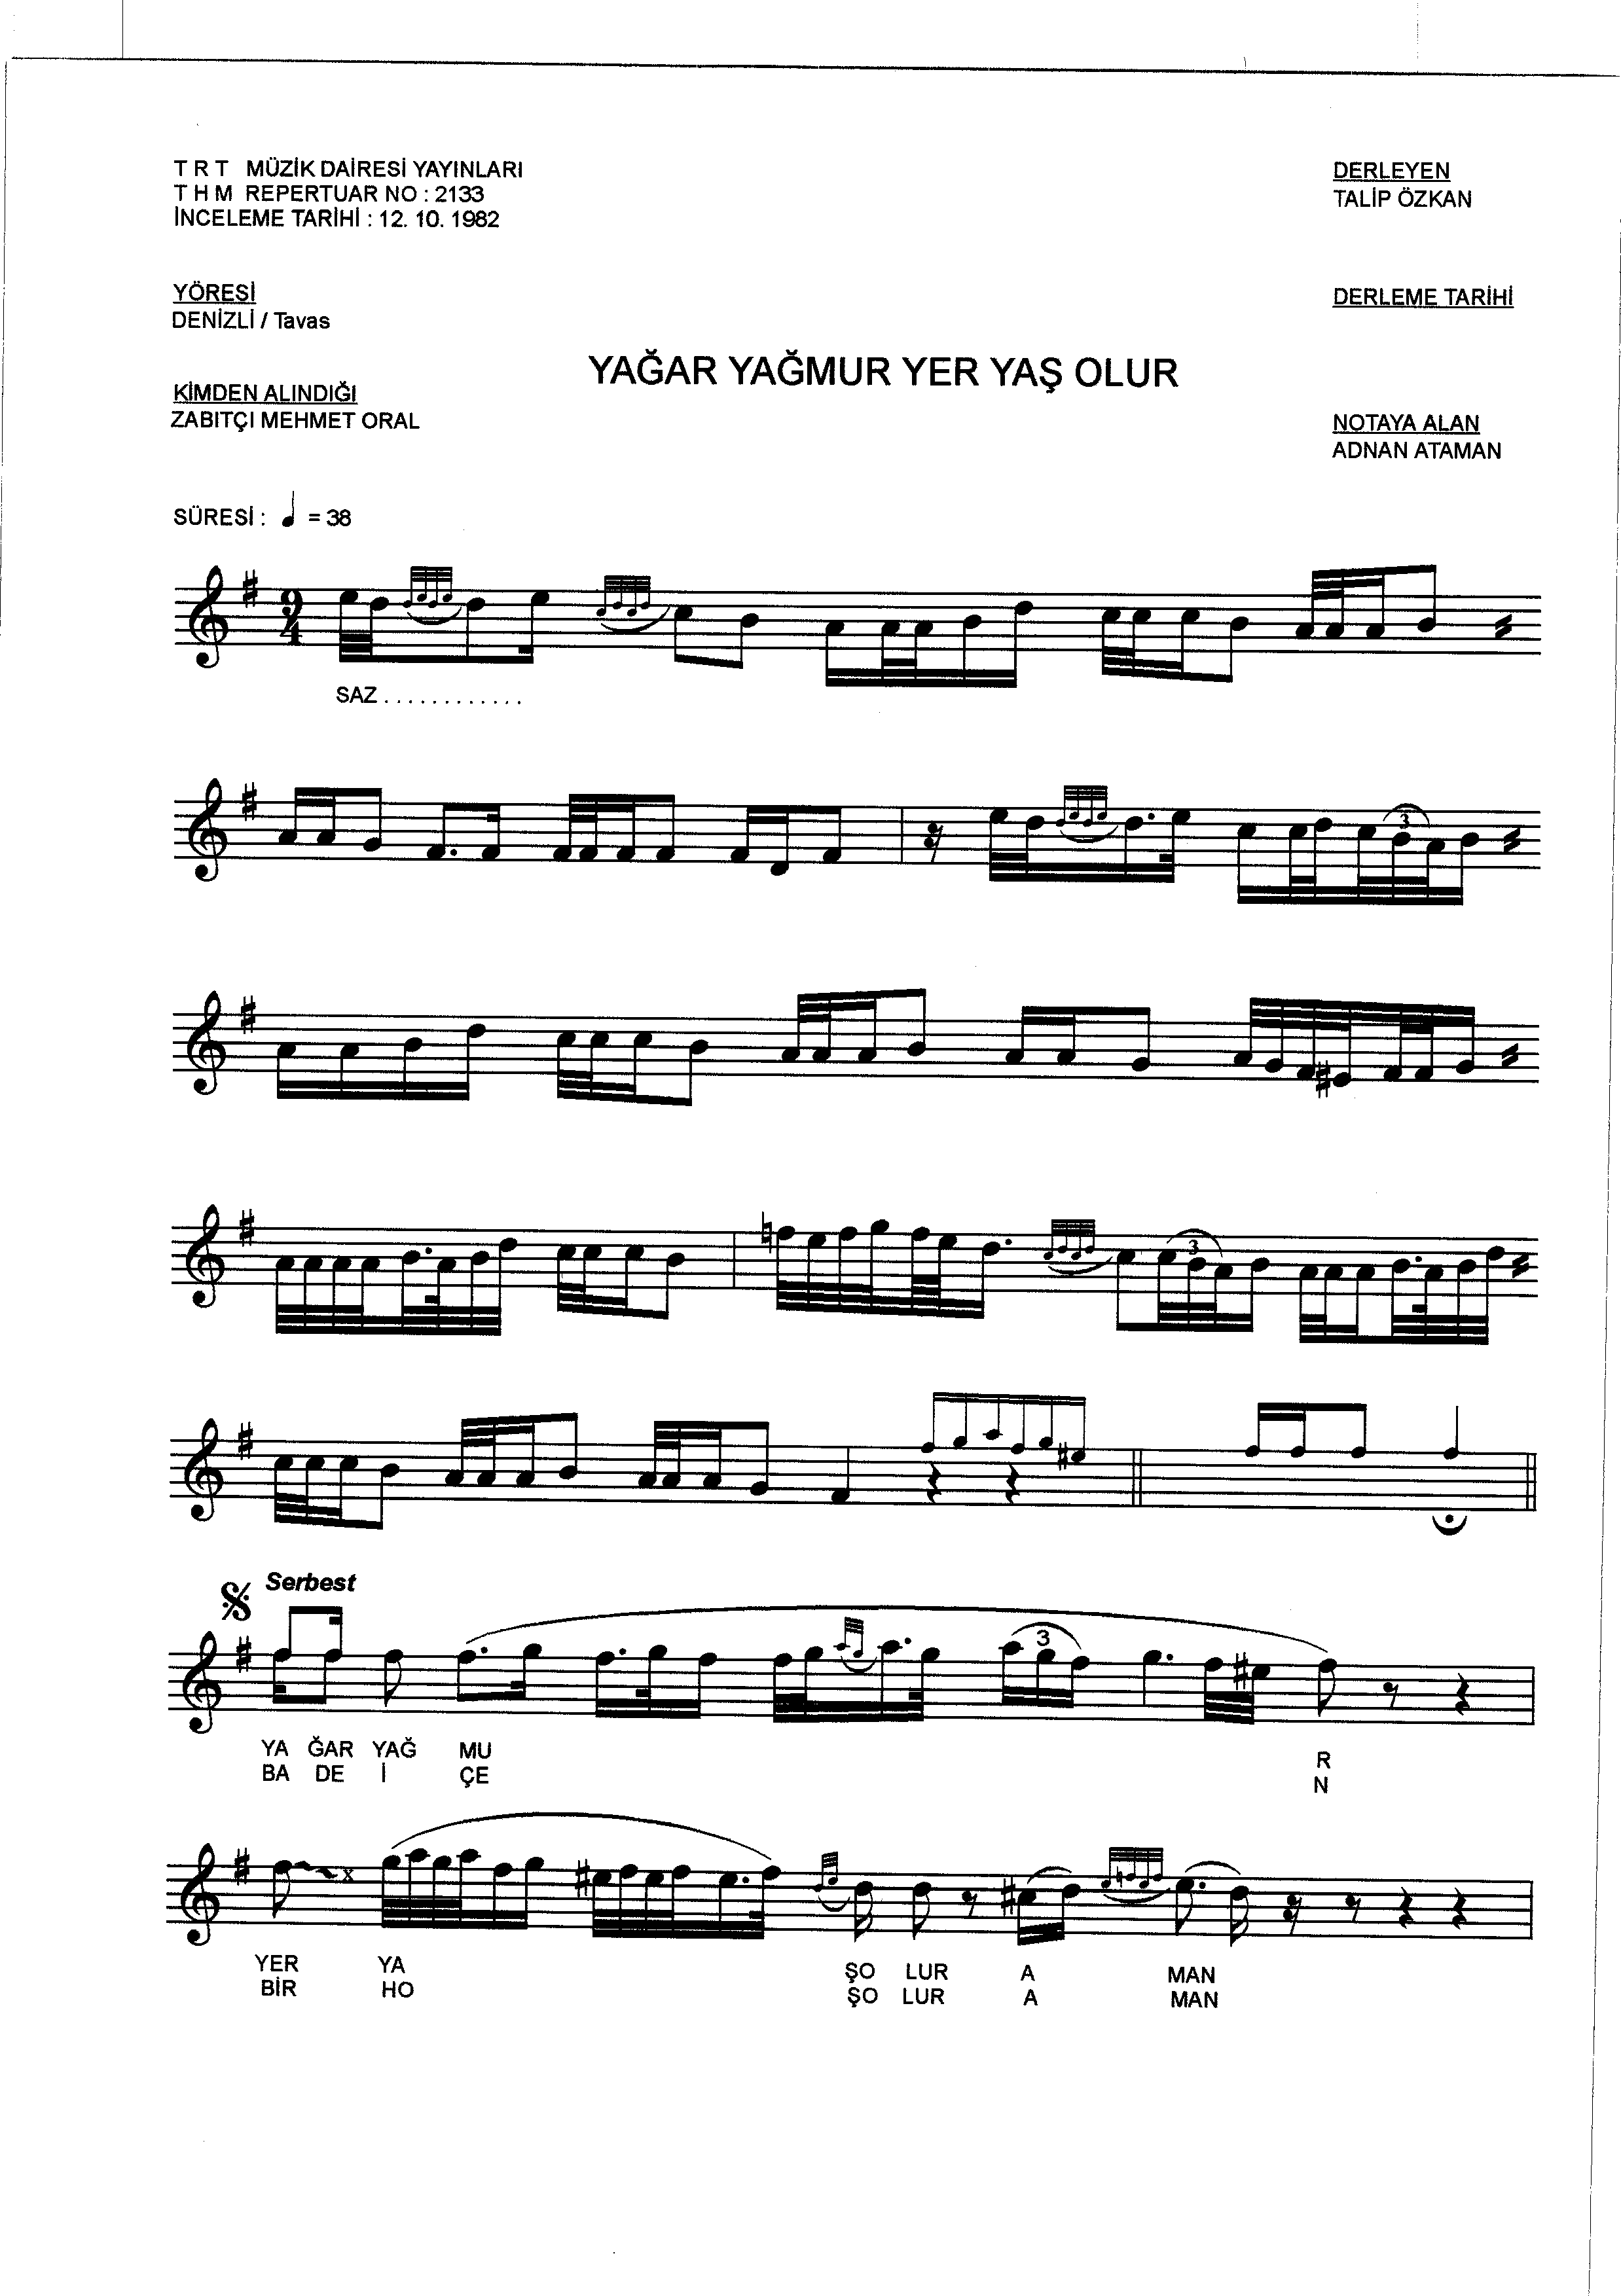 T R T MÜZİK DAİRESİ YAYINLARI
T H M REPERTUAR NO : 2133
İNCELEME TARİHİ : 12. 10. 1982
DERLEYEN
TALİP ÖZKAN
YÖRESİ
DENİZLİ / Tavas
DERLEME TARİHİ
YAĞAR YAĞMUR YER YAŞ OLUR
KİMDEN ALINDIĞI
ZABITÇI MEHMET ORAL
NOTAYA ALAN
ADNAN ATAMAN
SÜRESİ : ♩ = 38
9
4
SAZ . . . . . . . . . . . .
3
3
Serbest
3
YA ĞAR YAĞ MU R
BA DE İ ÇE N
x
YER YA ŞO LUR A MAN
BİR HO ŞO LUR A MAN